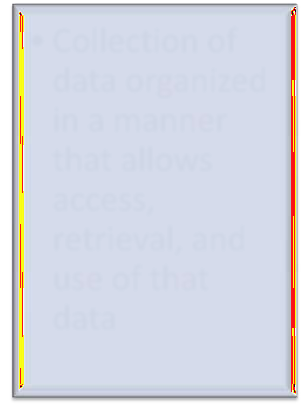 • Collection of
data organized
in a manner
that allows
access,
retrieval, and
use of that
data